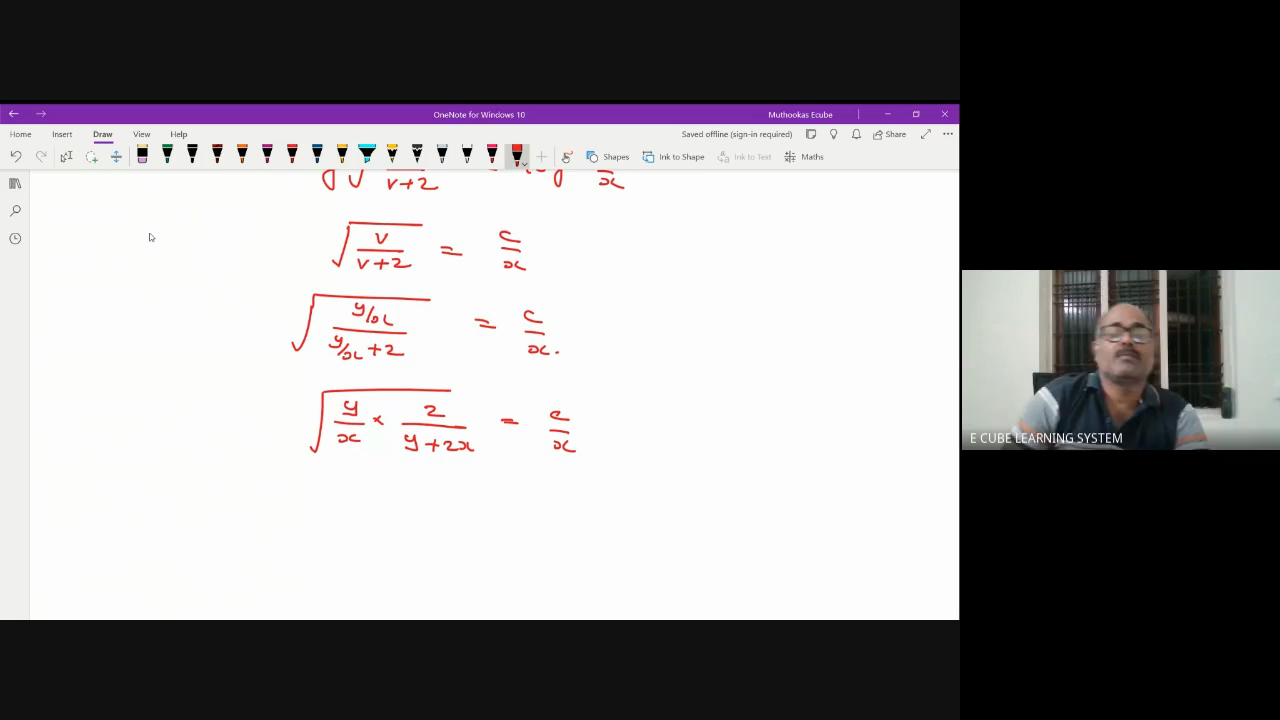 OneNote for Windows 10
Muthookas Ecube
Home Insert Draw View Help
Saved offline (sign-in required) Share
Shapes Ink to Shape Ink to Text Maths
v+2 x
√(v/(v+2)) = c/x
√((y/x)/(y/x +2)) = c/x.
√(y/x × 2/(y+2x)) = c/x
E CUBE LEARNING SYSTEM